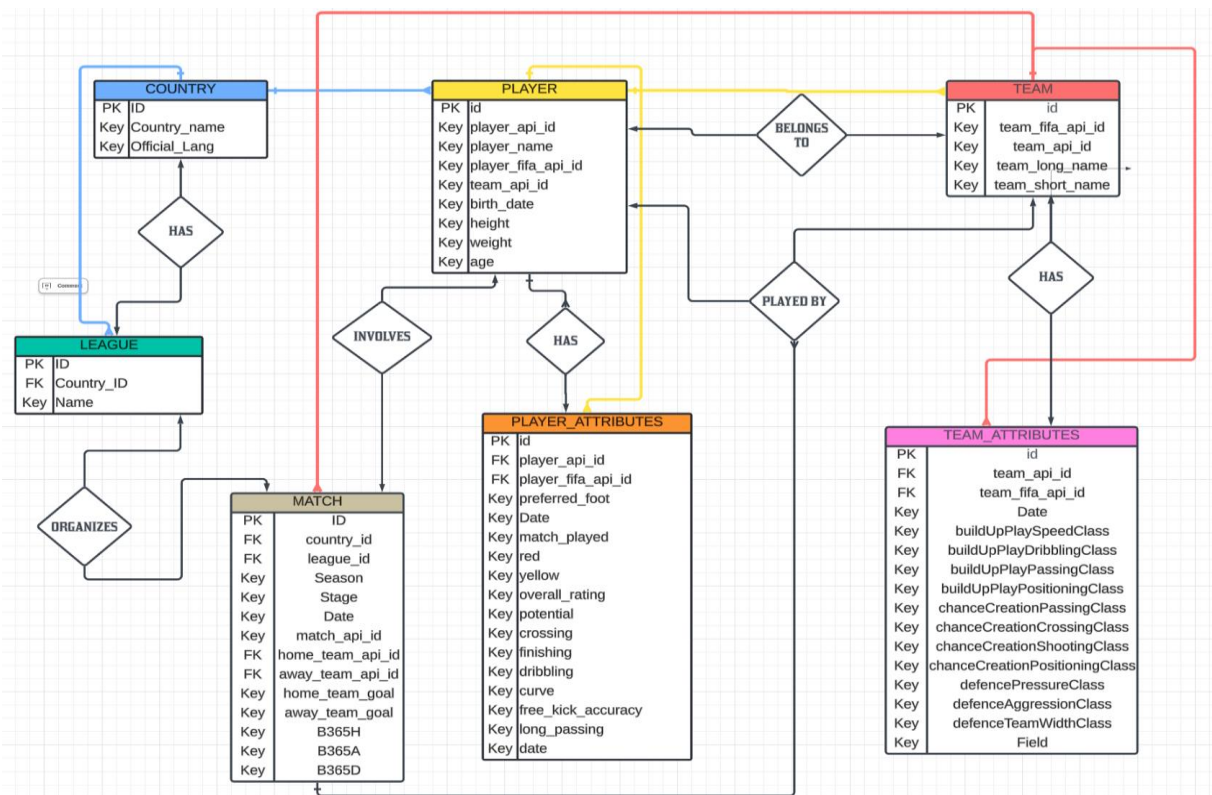 COUNTRY
PK ID
Key Country_name
Key Official_Lang
PLAYER
PK id
Key player_api_id
Key player_name
Key player_fifa_api_id
Key team_api_id
Key birth_date
Key height
Key weight
Key age
BELONGS
TO
TEAM
PK id
Key team_fifa_api_id
Key team_api_id
Key team_long_name
Key team_short_name
HAS
PLAYED BY
HAS
INVOLVES
HAS
LEAGUE
PK ID
FK Country_ID
Key Name
ORGANIZES
MATCH
PK ID
FK country_id
FK league_id
Key Season
Key Stage
Key Date
Key match_api_id
FK home_team_api_id
FK away_team_api_id
Key home_team_goal
Key away_team_goal
Key B365H
Key B365A
Key B365D
PLAYER_ATTRIBUTES
PK id
FK player_api_id
FK player_fifa_api_id
Key preferred_foot
Key Date
Key match_played
Key red
Key yellow
Key overall_rating
Key potential
Key crossing
Key finishing
Key dribbling
Key curve
Key free_kick_accuracy
Key long_passing
Key date
TEAM_ATTRIBUTES
PK id
FK team_api_id
FK team_fifa_api_id
Key Date
Key buildUpPlaySpeedClass
Key buildUpPlayDribblingClass
Key buildUpPlayPassingClass
Key buildUpPlayPositioningClass
Key chanceCreationPassingClass
Key chanceCreationCrossingClass
Key chanceCreationShootingClass
Key chanceCreationPositioningClass
Key defencePressureClass
Key defenceAggressionClass
Key defenceTeamWidthClass
Key Field